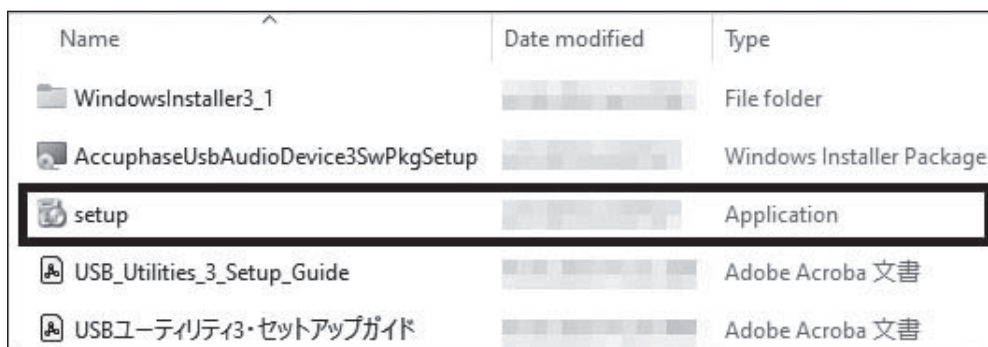 Name Date modified Type
WindowsInstaller3_1 File folder
AccuphaseUsbAudioDevice3SwPkgSetup Windows Installer Package
setup Application
USB_Utilities_3_Setup_Guide Adobe Acroba 文書
USBユーティリティ3・セットアップガイド Adobe Acroba 文書